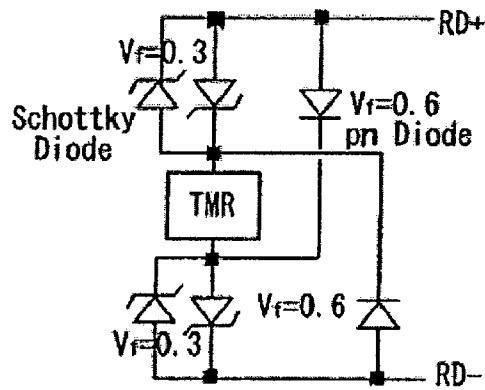 RD+
Vf=0.3
Schottky
Diode
Vf=0.6
pn Diode
TMR
Vf=0.6
Vf=0.3
RD-